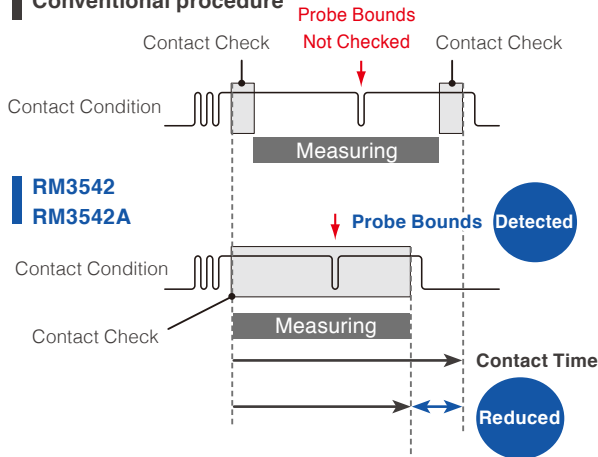 Conventional procedure
Probe Bounds
Contact Check
Not Checked
Contact Check
Contact Condition
Measuring
RM3542
RM3542A
Probe Bounds
Detected
Contact Condition
Measuring
Contact Check
Contact Time
Reduced